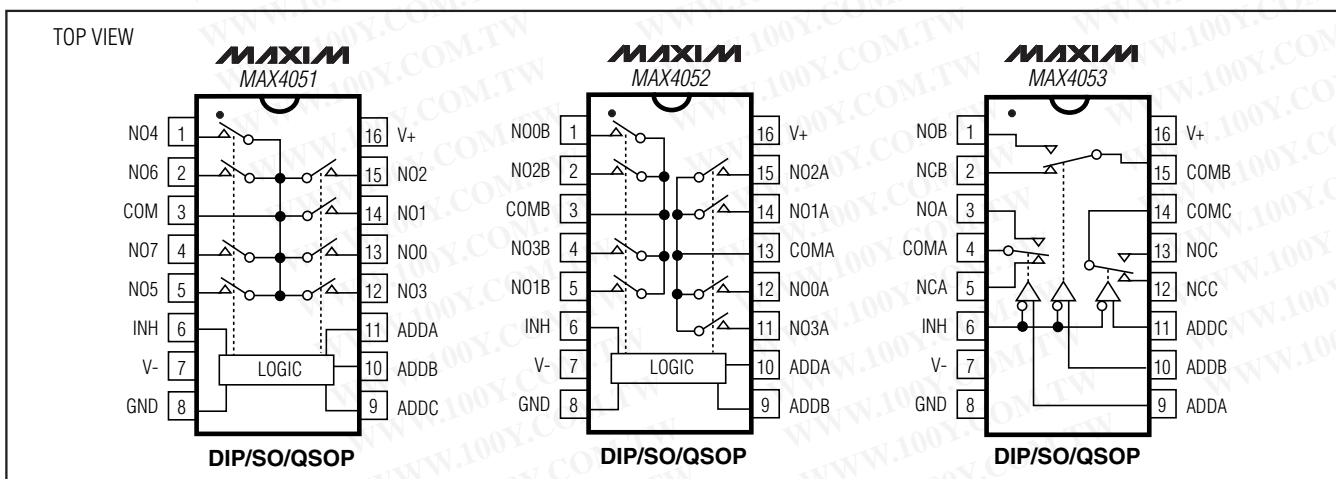 TOP VIEW
MAXIM
MAX4051
NO4 1
NO6 2
COM 3
NO7 4
NO5 5
INH 6
V- 7
GND 8
16 V+
15 NO2
14 NO1
13 NO0
12 NO3
11 ADDA
10 ADDB
9 ADDC
LOGIC
DIP/SO/QSOP
MAXIM
MAX4052
NO0B 1
NO2B 2
COMB 3
NO3B 4
NO1B 5
INH 6
V- 7
GND 8
16 V+
15 NO2A
14 NO1A
13 COMA
12 NO0A
11 NO3A
10 ADDA
9 ADDB
LOGIC
DIP/SO/QSOP
MAXIM
MAX4053
NOB 1
NCB 2
NOA 3
COMA 4
NCA 5
INH 6
V- 7
GND 8
16 V+
15 COMB
14 COMC
13 NOC
12 NCC
11 ADDC
10 ADDB
9 ADDA
DIP/SO/QSOP
WWW.100Y.COM.TW